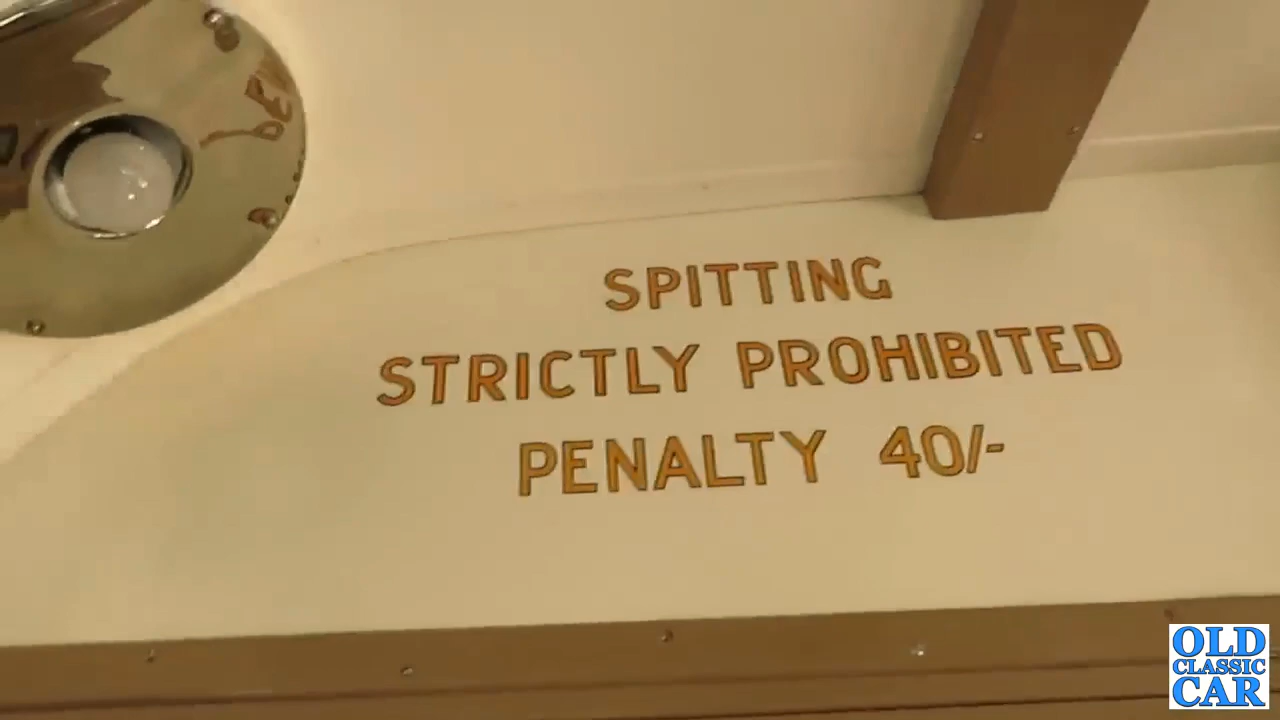 SPITTING
STRICTLY PROHIBITED
PENALTY 40/-
OLD
CLASSIC
CAR